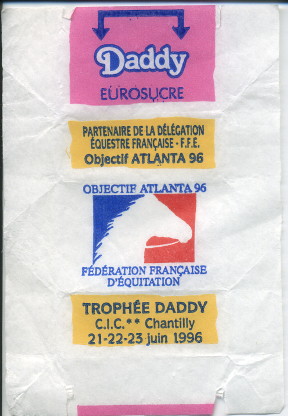 Daddy
EUROSUCRE
PARTENAIRE DE LA DÉLÉGATION
ÉQUESTRE FRANÇAISE - F.F.E.
Objectif ATLANTA 96
OBJECTIF ATLANTA 96
FÉDÉRATION FRANÇAISE
D'ÉQUITATION
TROPHÉE DADDY
C.I.C.** Chantilly
21-22-23 juin 1996